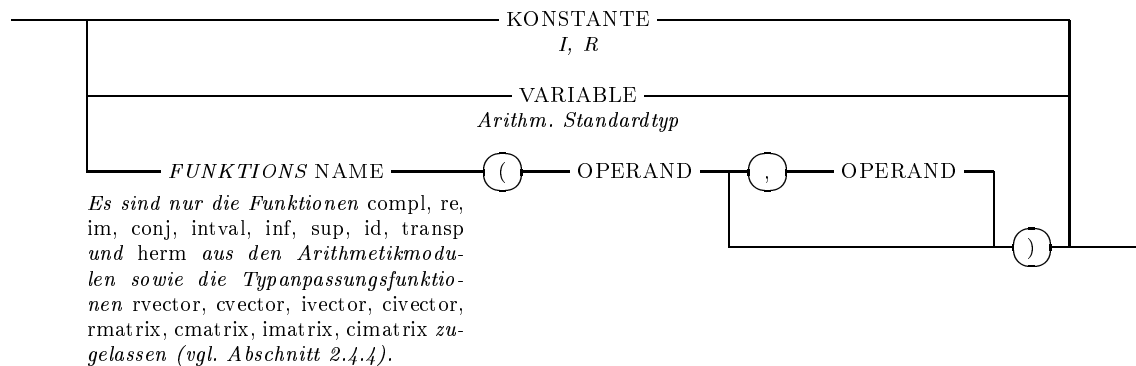 KONSTANTE
I, R
VARIABLE
Arithm. Standardtyp
FUNKTIONS NAME ( OPERAND , OPERAND
Es sind nur die Funktionen compl, re,
im, conj, intval, inf, sup, id, transp
und herm aus den Arithmetikmodu-
len sowie die Typanpassungsfunktio-
nen rvector, cvector, ivector, civector,
rmatrix, cmatrix, imatrix, cimatrix zu-
gelassen (vgl. Abschnitt 2.4.4).
)